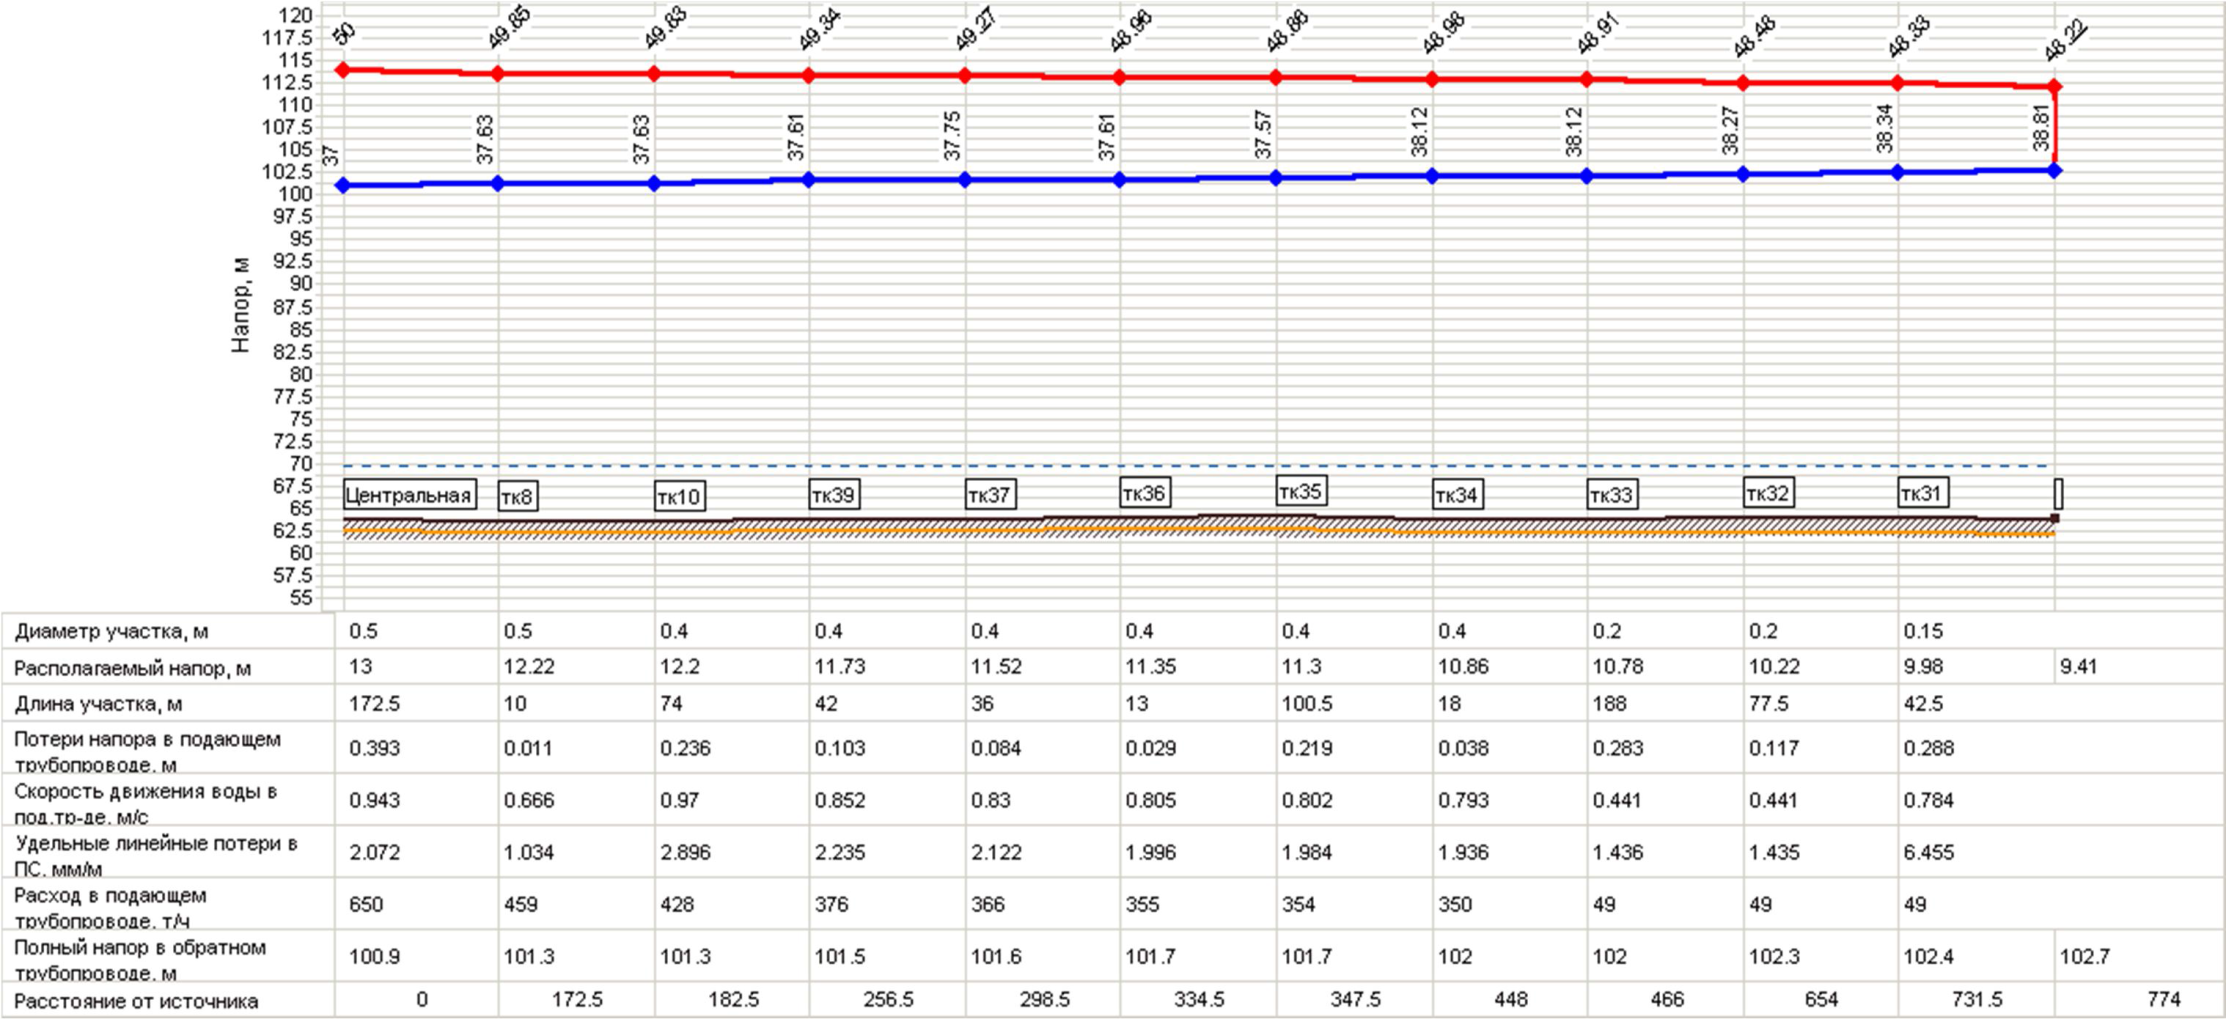 50 49.85 49.83 49.34 49.27 48.96 48.86 48.98 48.91 48.48 48.33 48.22
37 37.63 37.63 37.61 37.75 37.61 37.57 38.12 38.12 38.27 38.34 38.81
Напор, м
120
117.5
115
112.5
110
107.5
105
102.5
100
97.5
95
92.5
90
87.5
85
82.5
80
77.5
75
72.5
70
67.5
65
62.5
60
57.5
55
Центральная тк8 тк10 тк39 тк37 тк36 тк35 тк34 тк33 тк32 тк31
Диаметр участка, м 0.5 0.5 0.4 0.4 0.4 0.4 0.4 0.4 0.2 0.2 0.15
Располагаемый напор, м 13 12.22 12.2 11.73 11.52 11.35 11.3 10.86 10.78 10.22 9.98 9.41
Длина участка, м 172.5 10 74 42 36 13 100.5 18 188 77.5 42.5
Потери напора в подающем
трубопроводе, м 0.393 0.011 0.236 0.103 0.084 0.029 0.219 0.038 0.283 0.117 0.288
Скорость движения воды в
под.тр-де, м/с 0.943 0.666 0.97 0.852 0.83 0.805 0.802 0.793 0.441 0.441 0.784
Удельные линейные потери в
ПС, мм/м 2.072 1.034 2.896 2.235 2.122 1.996 1.984 1.936 1.436 1.435 6.455
Расход в подающем
трубопроводе, т/ч 650 459 428 376 366 355 354 350 49 49 49
Полный напор в обратном
трубопроводе, м 100.9 101.3 101.3 101.5 101.6 101.7 101.7 102 102 102.3 102.4 102.7
Расстояние от источника 0 172.5 182.5 256.5 298.5 334.5 347.5 448 466 654 731.5 774